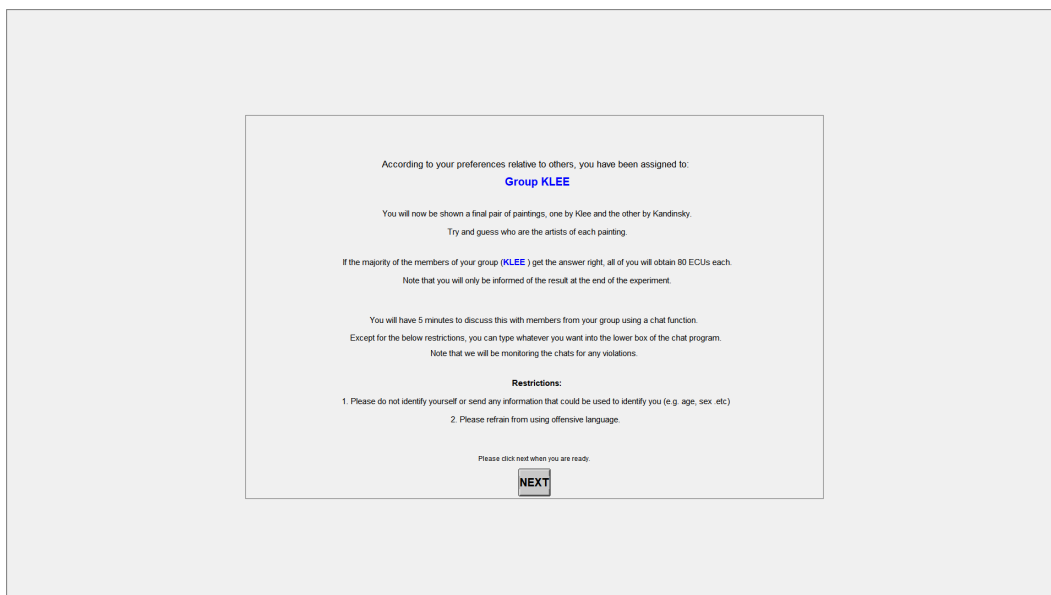 According to your preferences relative to others, you have been assigned to:
Group KLEE
You will now be shown a final pair of paintings, one by Klee and the other by Kandinsky.
Try and guess who are the artists of each painting.
If the majority of the members of your group (KLEE ) get the answer right, all of you will obtain 80 ECUs each.
Note that you will only be informed of the result at the end of the experiment.
You will have 5 minutes to discuss this with members from your group using a chat function.
Except for the below restrictions, you can type whatever you want into the lower box of the chat program.
Note that we will be monitoring the chats for any violations.
Restrictions:
1. Please do not identify yourself or send any information that could be used to identify you (e.g. age, sex .etc)
2. Please refrain from using offensive language.
Please click next when you are ready.
NEXT